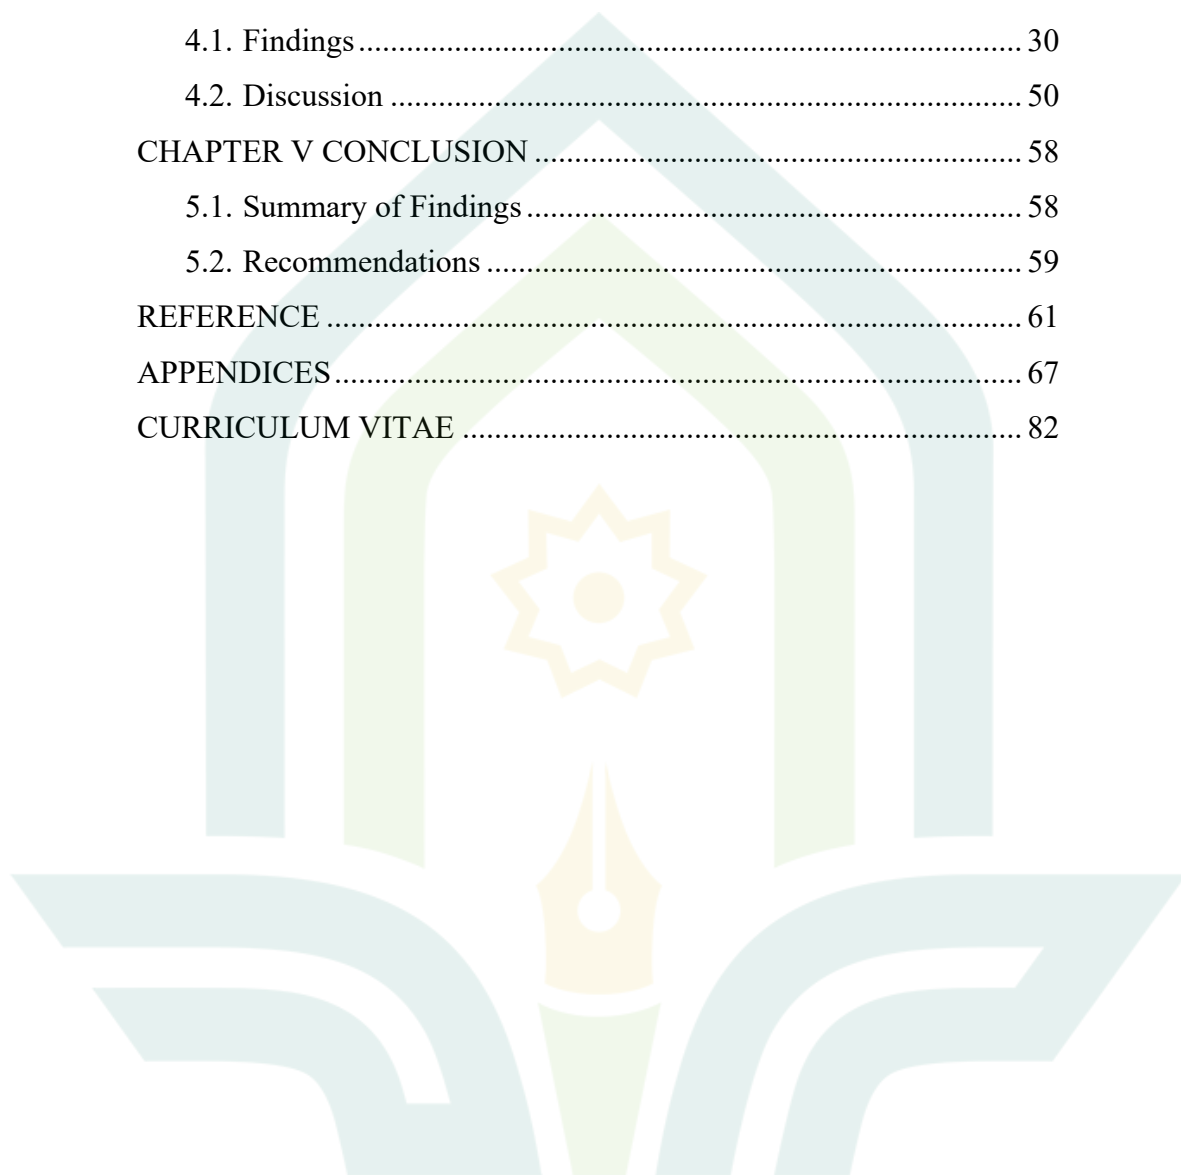 4.1. Findings ........................................................................................ 30
4.2. Discussion .................................................................................... 50
CHAPTER V CONCLUSION ................................................................ 58
5.1. Summary of Findings .................................................................. 58
5.2. Recommendations ....................................................................... 59
REFERENCE ............................................................................................ 61
APPENDICES ........................................................................................... 67
CURRICULUM VITAE .......................................................................... 82